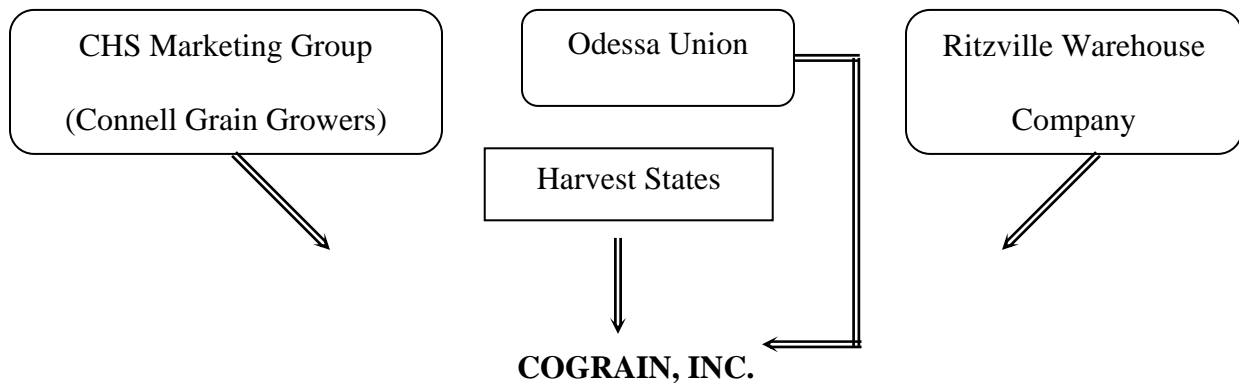 CHS Marketing Group
(Connell Grain Growers)
Odessa Union
Ritzville Warehouse
Company
Harvest States
COGRAIN, INC.